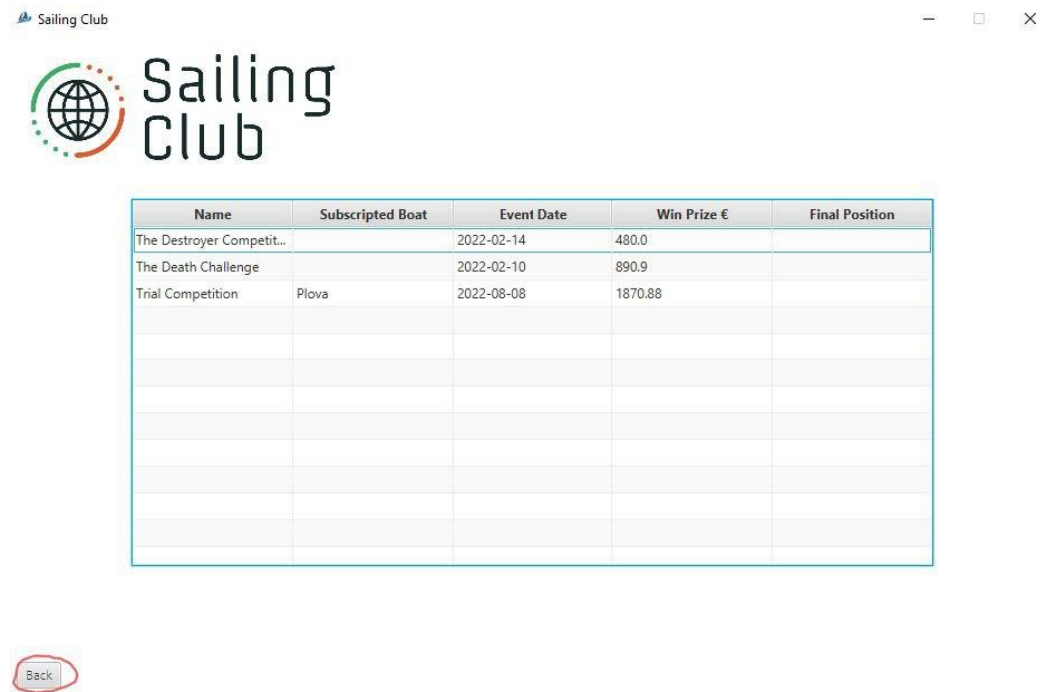 Sailing Club
Sailing
Club
Name Subscripted Boat Event Date Win Prize € Final Position
The Destroyer Competit... 2022-02-14 480.0
The Death Challenge 2022-02-10 890.9
Trial Competition Plova 2022-08-08 1870.88
Back